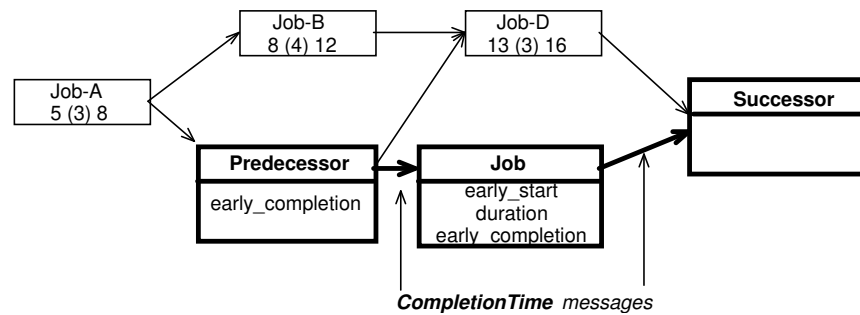 Job-B
8 (4) 12
Job-D
13 (3) 16
Job-A
5 (3) 8
Successor
Predecessor
early_completion
Job
early_start
duration
early_completion
CompletionTime messages